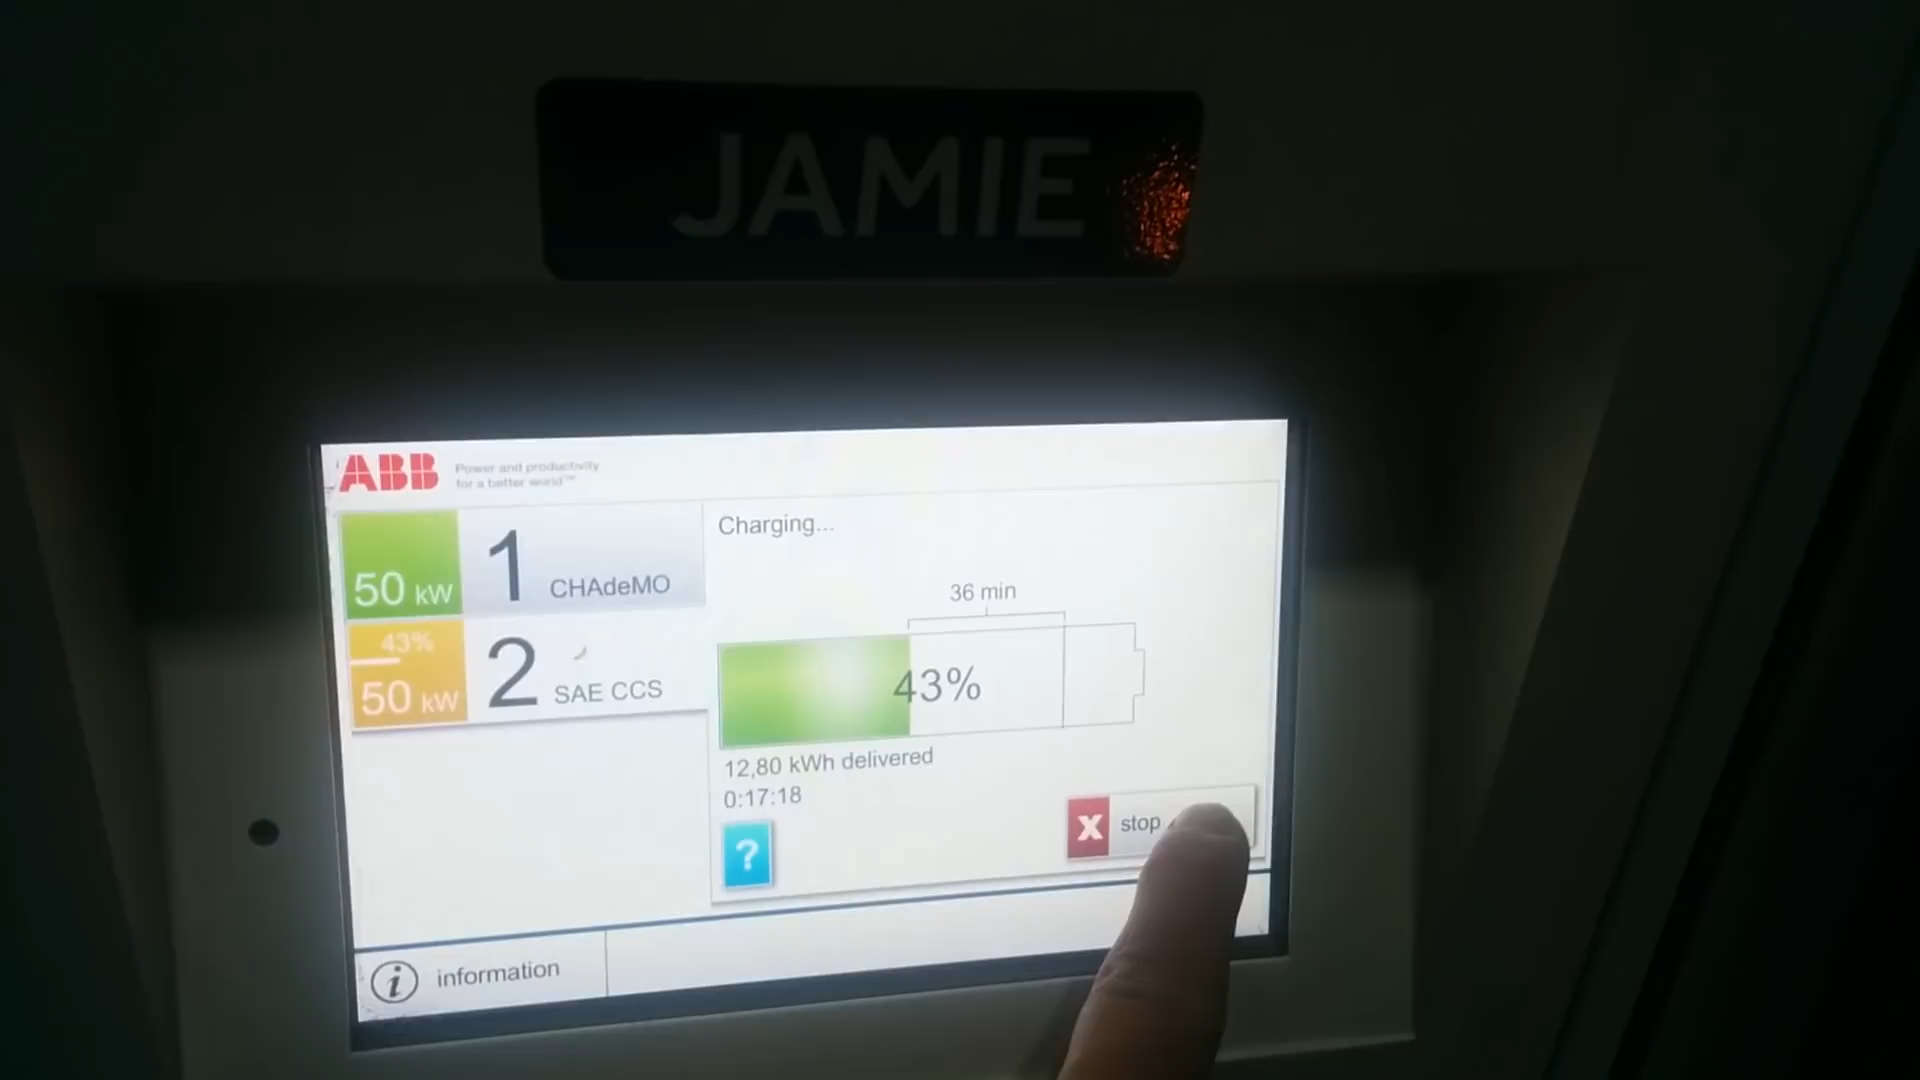 JAMIE
ABB
Power and productivity
for a better world™
50 kW
1
CHAdeMO
43%
50 kW
2
SAE CCS
Charging...
36 min
43%
12,80 kWh delivered
0:17:18
?
X stop
i information